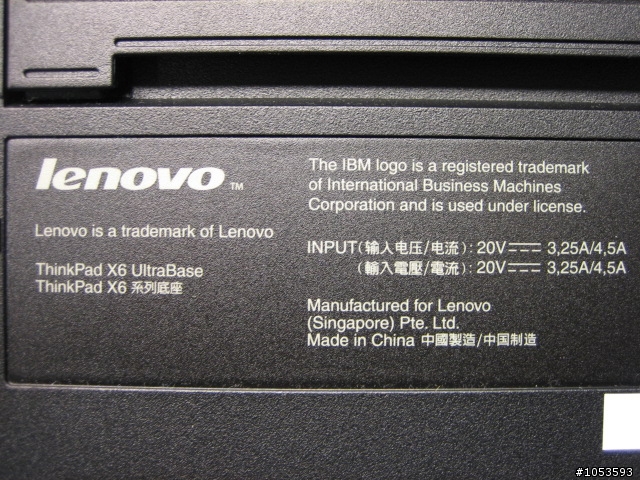 lenovo™
Lenovo is a trademark of Lenovo
ThinkPad X6 UltraBase
ThinkPad X6 系列底座
The IBM logo is a registered trademark
of International Business Machines
Corporation and is used under license.
INPUT(输入电压/电流): 20V⎓ 3,25A/4,5A
(輸入電壓/電流): 20V⎓ 3,25A/4,5A
Manufactured for Lenovo
(Singapore) Pte. Ltd.
Made in China 中國製造/中国制造
#1053593